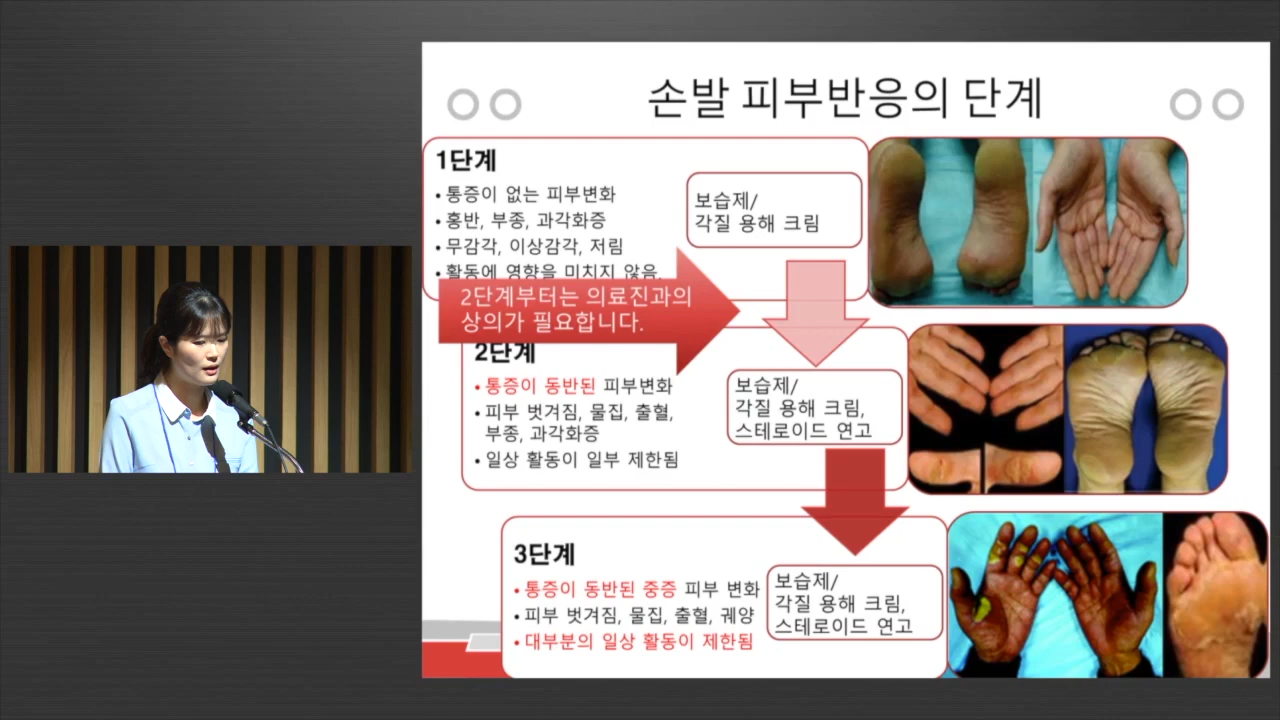 손발 피부반응의 단계
1단계
• 통증이 없는 피부변화
• 홍반, 부종, 과각화증
• 무감각, 이상감각, 저림
• 활동에 영향을 미치지 않음.
보습제/
각질 용해 크림
2단계부터는 의료진과의
상의가 필요합니다.
2단계
• 통증이 동반된 피부변화
• 피부 벗겨짐, 물집, 출혈,
부종, 과각화증
• 일상 활동이 일부 제한됨
보습제/
각질 용해 크림,
스테로이드 연고
3단계
• 통증이 동반된 중증 피부 변화
• 피부 벗겨짐, 물집, 출혈, 궤양
• 대부분의 일상 활동이 제한됨
보습제/
각질 용해 크림,
스테로이드 연고